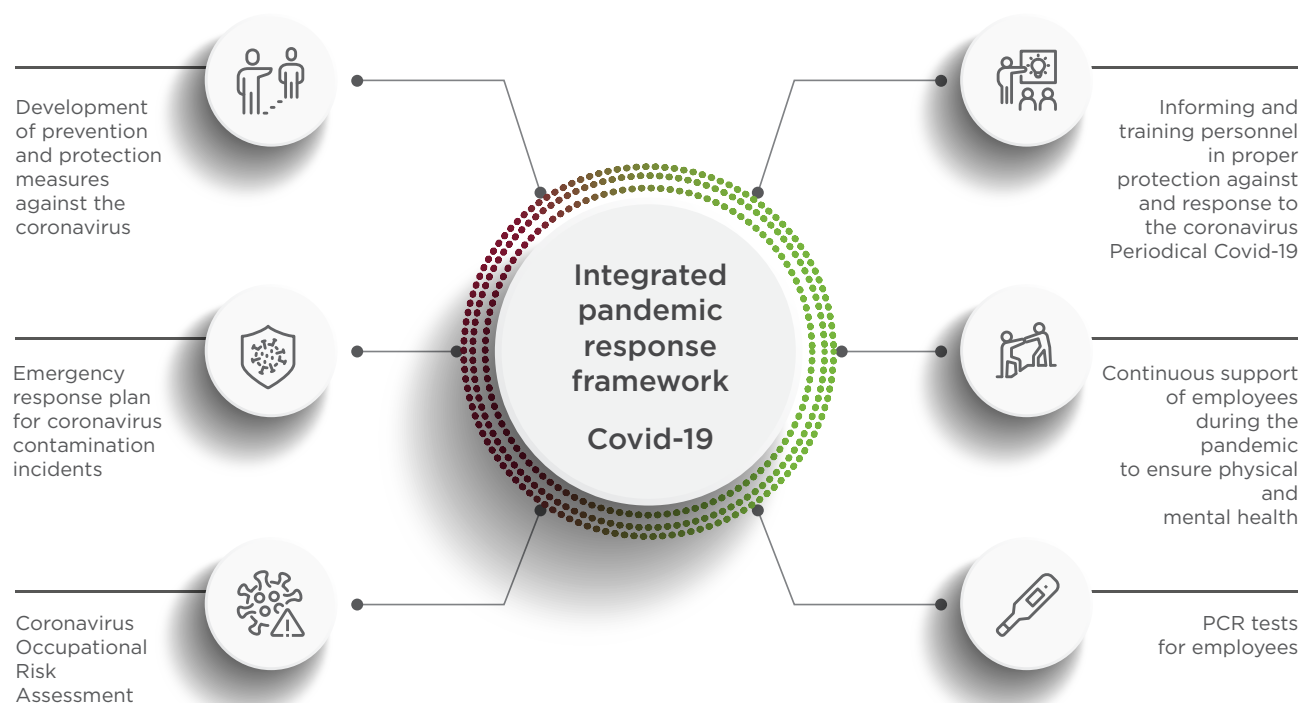 Development
of prevention
and protection
measures
against the
coronavirus
Emergency
response plan
for coronavirus
contamination
incidents
Coronavirus
Occupational
Risk
Assessment
Integrated
pandemic
response
framework
Covid-19
Informing and
training personnel
in proper
protection against
and response to
the coronavirus
Periodical Covid-19
Continuous support
of employees
during the
pandemic
to ensure physical
and
mental health
PCR tests
for employees